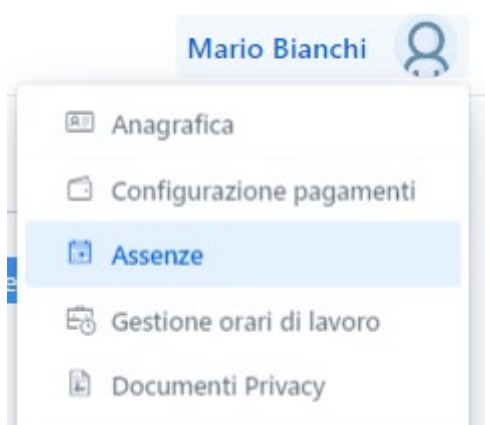 Mario Bianchi
Anagrafica
Configurazione pagamenti
Assenze
Gestione orari di lavoro
Documenti Privacy